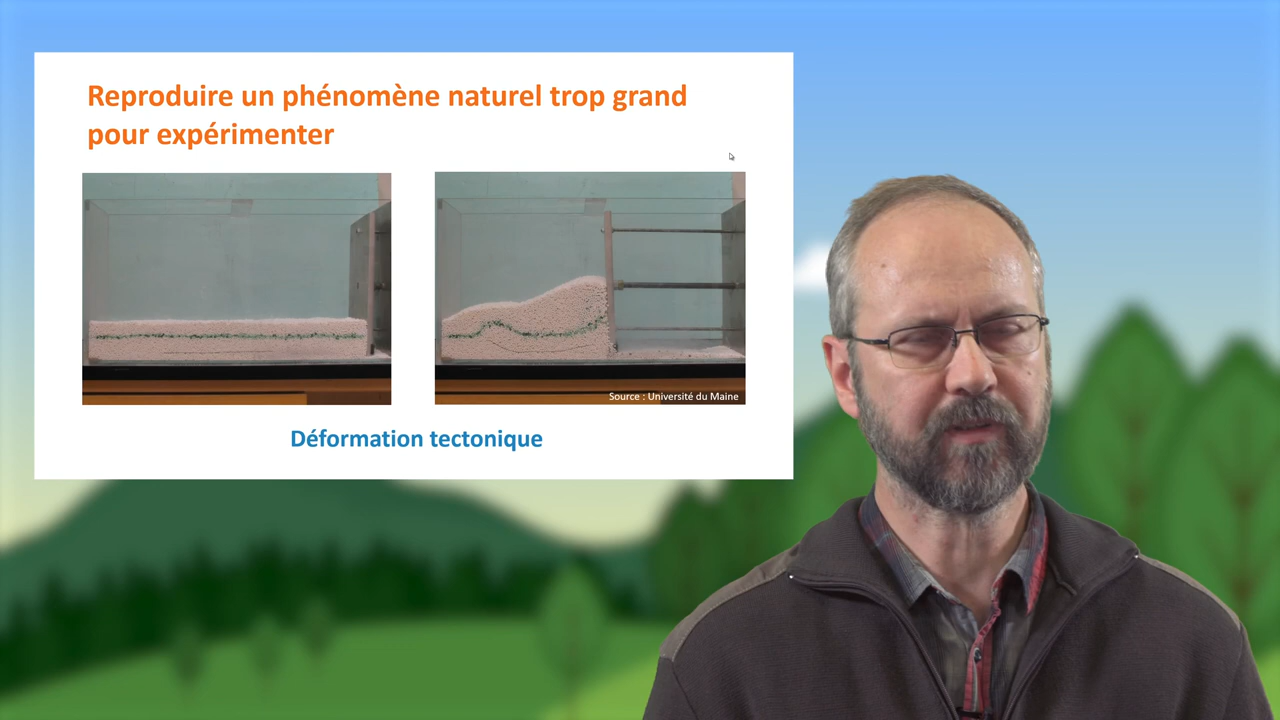 Reproduire un phénomène naturel trop grand
pour expérimenter
Source : Université du Maine
Déformation tectonique